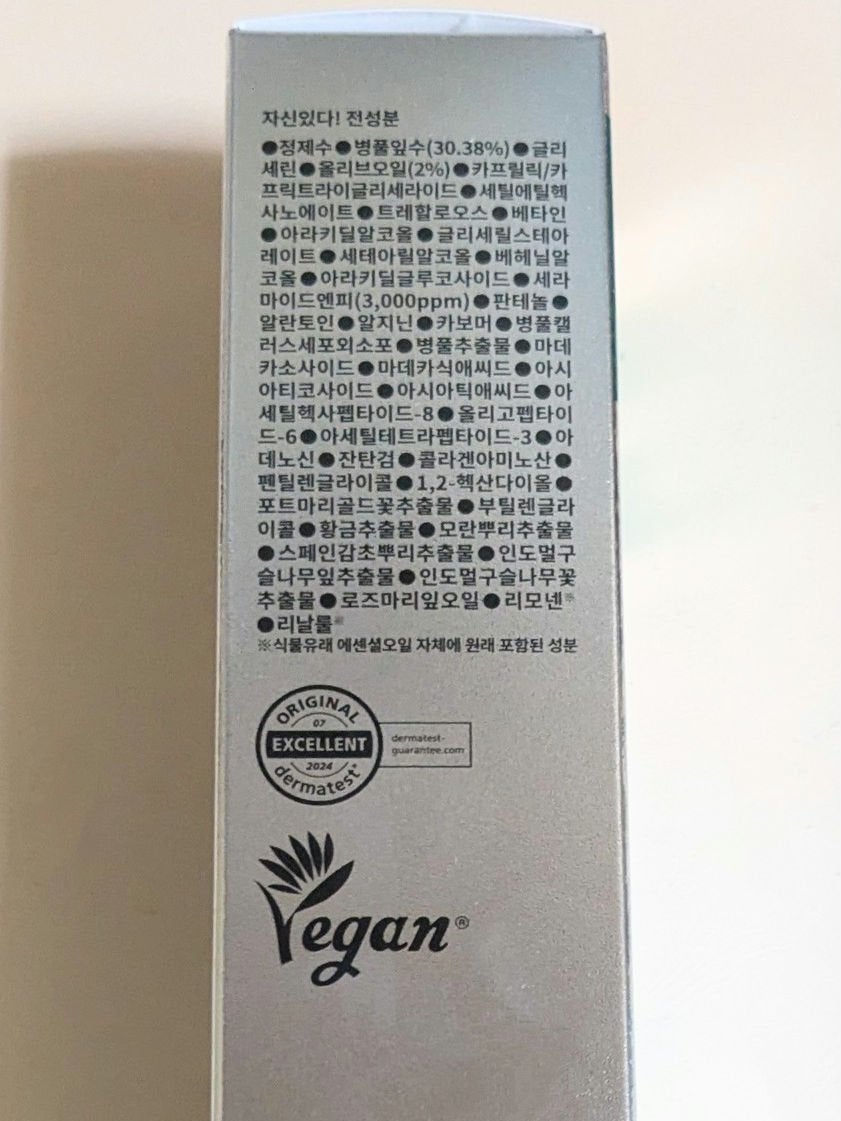 자신있다! 전성분
●정제수●병풀잎수(30.38%)●글리
세린●올리브오일(2%)●카프릴릭/카
프릭트라이글리세라이드●세틸에틸헥
사노에이트●트레할로오스●베타인
●아라키딜알코올●글리세릴스테아
레이트●세테아릴알코올●베헤닐알
코올●아라키딜글루코사이드●세라
마이드엔피(3,000ppm)●판테놀●
알란토인●알지닌●카보머●병풀캘
러스세포외소포●병풀추출물●마데
카소사이드●마데카식애씨드●아시
아티코사이드●아시아틱애씨드●아
세틸헥사펩타이드-8●올리고펩타이
드-6●아세틸테트라펩타이드-3●아
데노신●잔탄검●콜라겐아미노산●
펜틸렌글라이콜●1,2-헥산다이올●
포트마리골드꽃추출물●부틸렌글라
이콜●황금추출물●모란뿌리추출물
●스페인감초뿌리추출물●인도멀구
슬나무잎추출물●인도멀구슬나무꽃
추출물●로즈마리잎오일●리모넨※
●리날룰※
※식물유래 에센셜오일 자체에 원래 포함된 성분
ORIGINAL
07
EXCELLENT
2024
dermatest®
dermatest-
guarantee.com
Vegan®